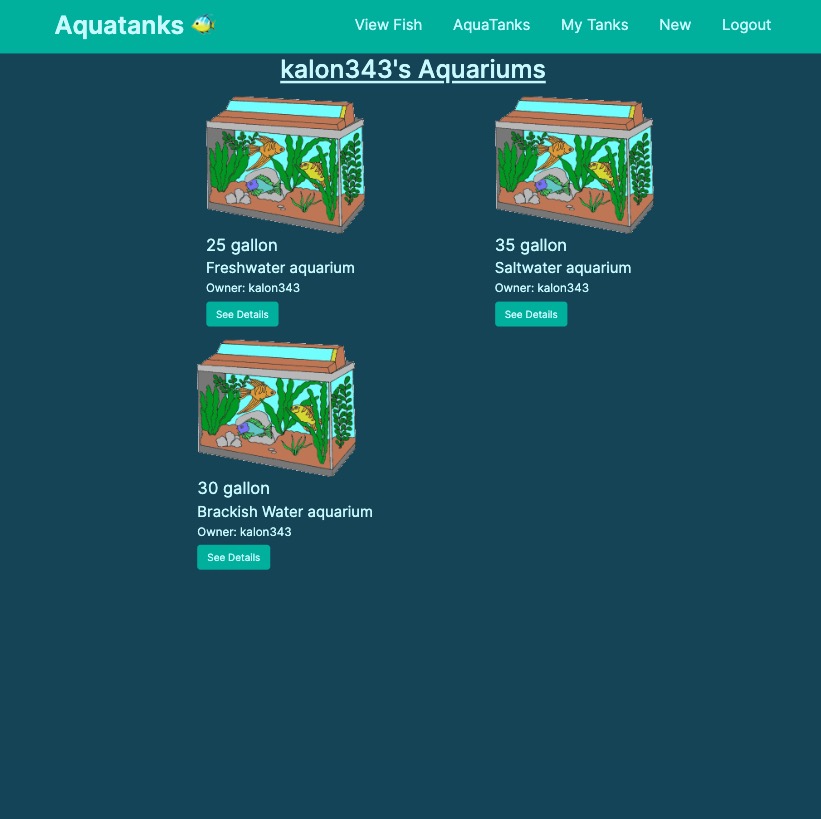 Aquatanks
View Fish
AquaTanks
My Tanks
New
Logout
kalon343's Aquariums
25 gallon
Freshwater aquarium
Owner: kalon343
See Details
35 gallon
Saltwater aquarium
Owner: kalon343
See Details
30 gallon
Brackish Water aquarium
Owner: kalon343
See Details